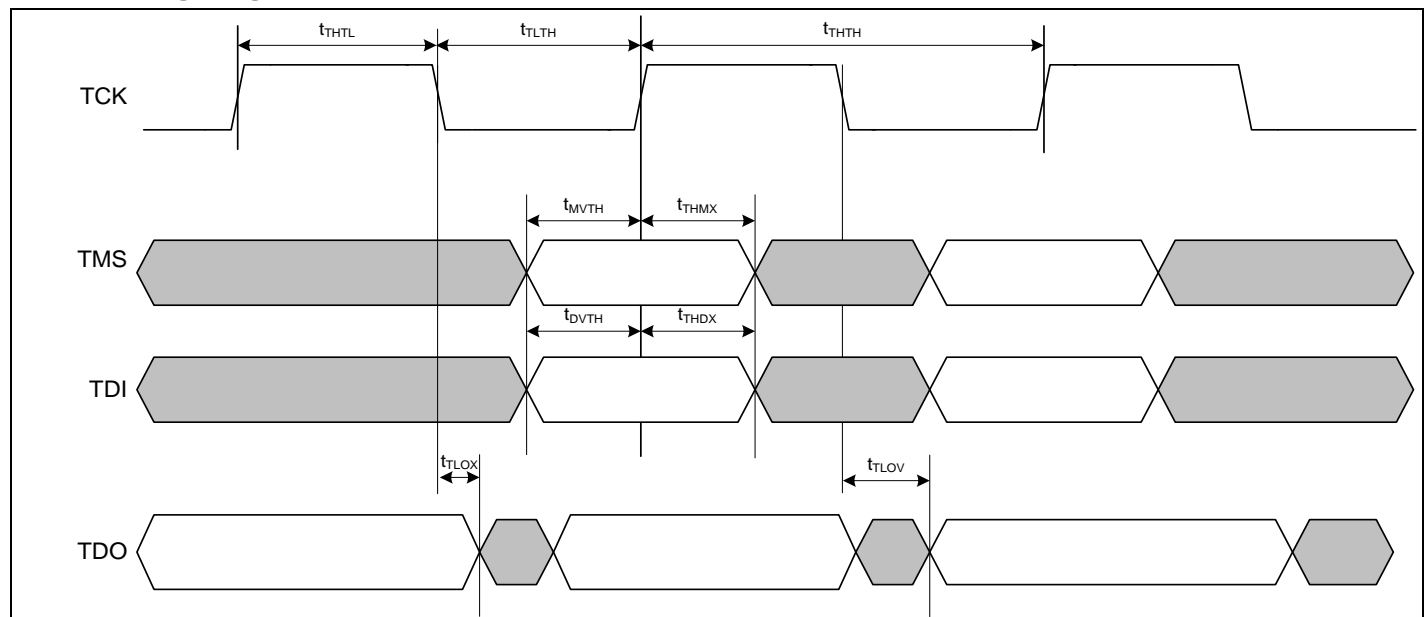 tTHTL tTLTH tTHTH
TCK
tMVTH tTHMX
TMS
tDVTH tTHDX
TDI
tTLOX tTLOV
TDO